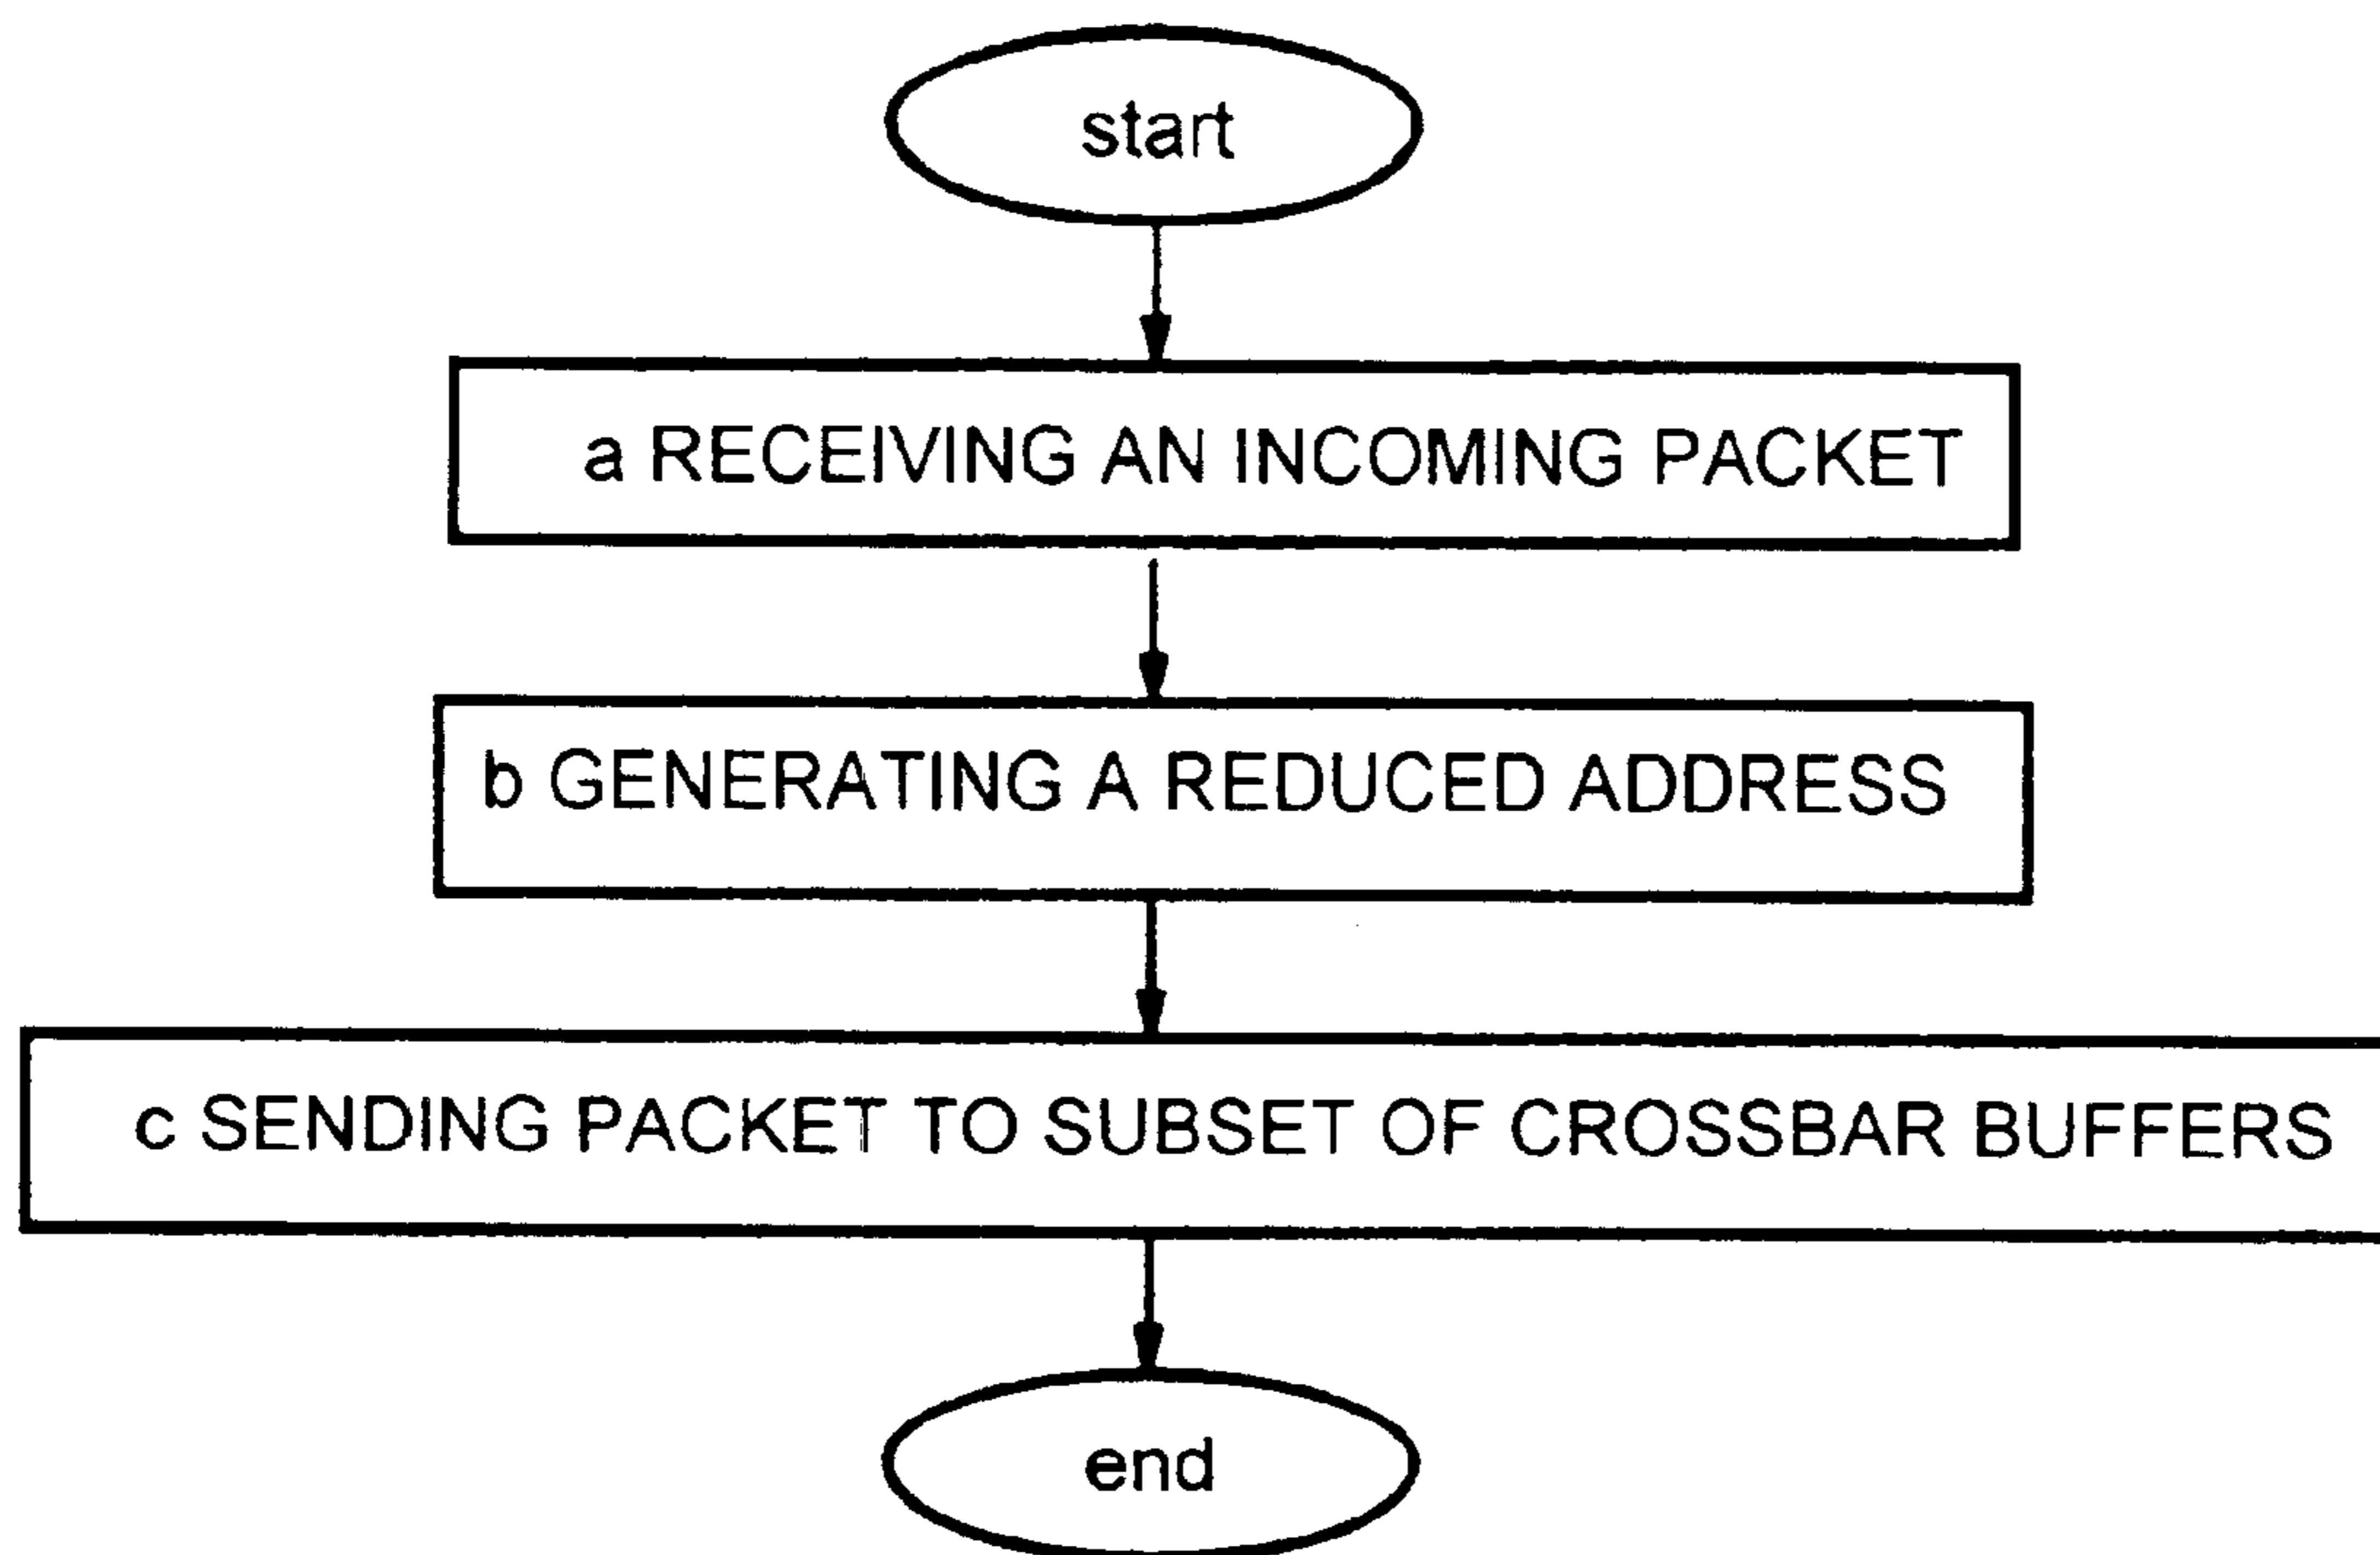 start
a RECEIVING AN INCOMING PACKET
b GENERATING A REDUCED ADDRESS
c SENDING PACKET TO SUBSET OF CROSSBAR BUFFERS
end